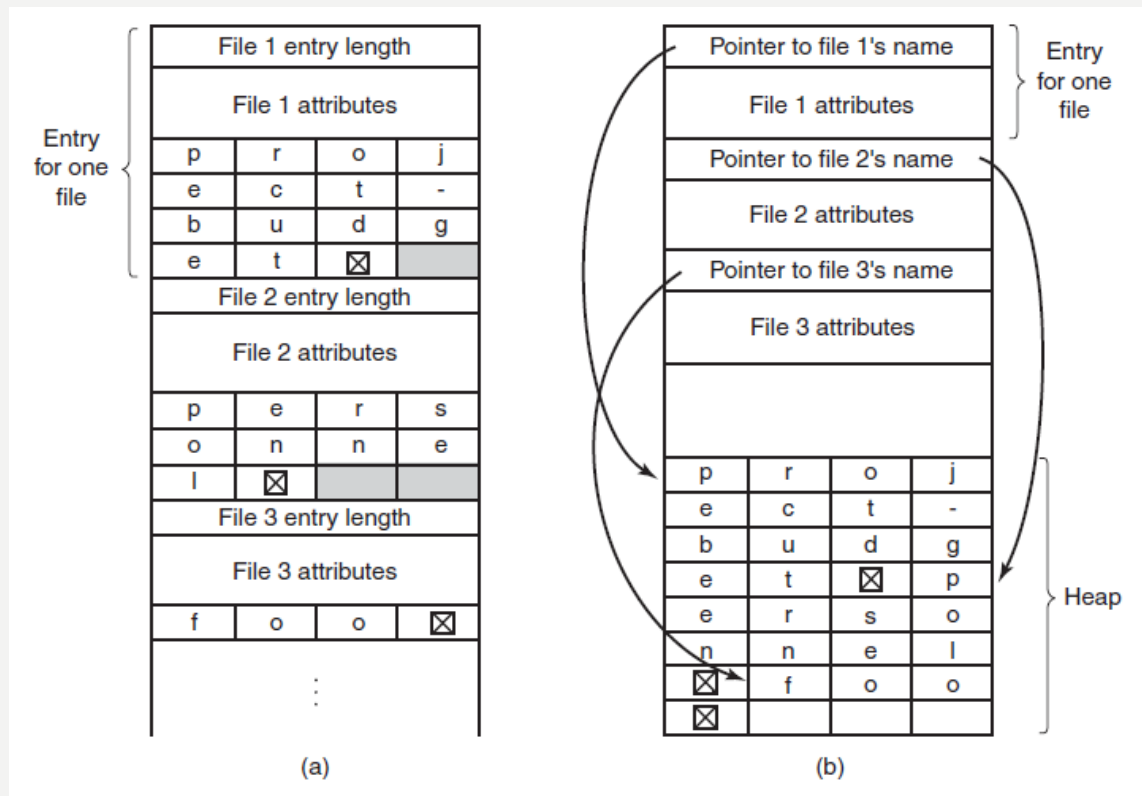 File 1 entry length
File 1 attributes
Entry
for one
file
p r o j
e c t -
b u d g
e t ☒
File 2 entry length
File 2 attributes
p e r s
o n n e
l ☒
File 3 entry length
File 3 attributes
f o o ☒
⋮
(a)
Pointer to file 1's name
Entry
for one
file
File 1 attributes
Pointer to file 2's name
File 2 attributes
Pointer to file 3's name
File 3 attributes
p r o j
e c t -
b u d g
e t ☒ p
e r s o
n n e l
☒ f o o
☒
Heap
(b)